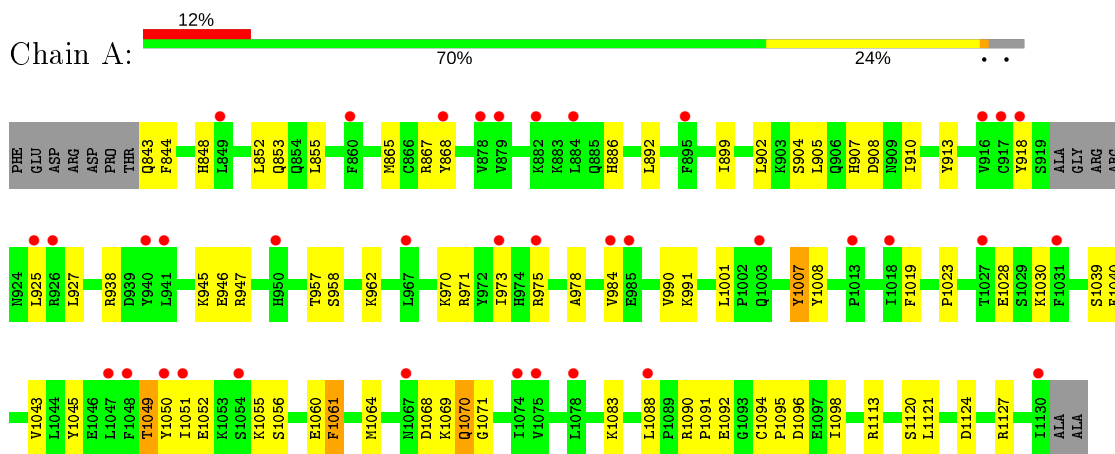 12%
Chain A:
70% 24% • •
PHE GLU ASP ARG ASP PRO THR Q843 F844 H848 L849 L852 Q853 Q854 L855 F860 M865 C866 R867 Y868 V878 V879 K882 K883 L884 Q885 H886 L892 F895 I899 L902 K903 S904 L905 Q906 H907 D908 N909 I910 Y913 V916 C917 Y918 S919 ALA GLY ARG ARG
N924 L925 R926 L927 R938 D939 Y940 L941 K945 E946 R947 H950 T957 S958 K962 L967 K970 R971 Y972 I973 H974 R975 A978 V984 E985 V990 K991 L1001 P1002 Q1003 Y1007 Y1008 P1013 I1018 F1019 P1023 T1027 E1028 S1029 K1030 F1031 S1039
V1043 L1044 Y1045 E1046 L1047 F1048 T1049 Y1050 I1051 E1052 K1053 S1054 K1055 S1056 E1060 F1061 M1064 N1067 D1068 K1069 Q1070 G1071 I1074 V1075 L1078 K1083 L1088 P1089 R1090 P1091 E1092 G1093 C1094 P1095 D1096 E1097 I1098 R1113 S1120 L1121 D1124 R1127 I1130 ALA ALA